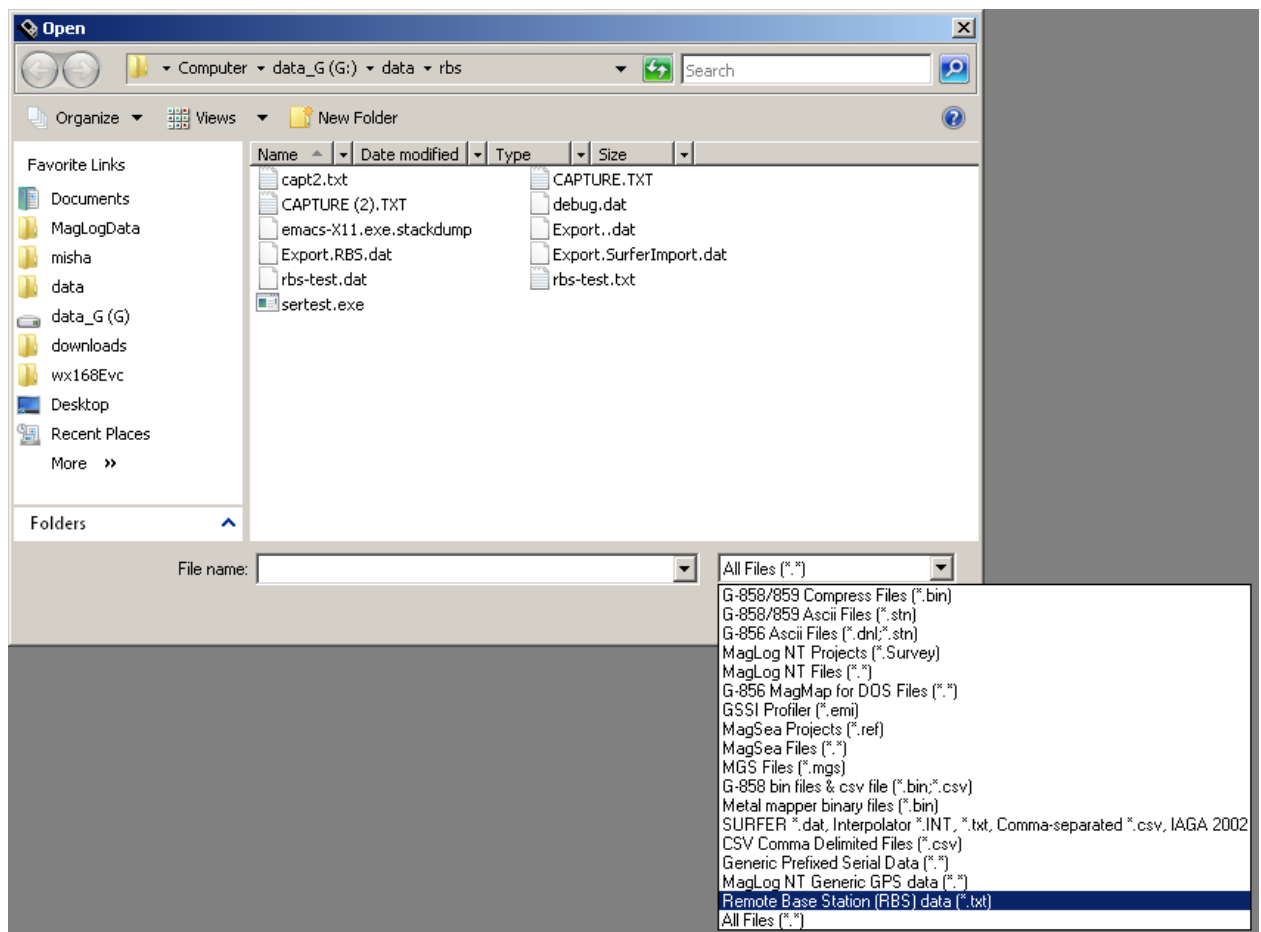 Open
Computer data_G (G:) data rbs
Search
Organize Views New Folder
Favorite Links
Documents
MagLogData
misha
data
data_G (G)
downloads
wx168Evc
Desktop
Recent Places
More »
Folders
Name Date modified Type Size
capt2.txt CAPTURE.TXT
CAPTURE (2).TXT debug.dat
emacs-X11.exe.stackdump Export..dat
Export.RBS.dat Export.SurferImport.dat
rbs-test.dat rbs-test.txt
sertest.exe
File name: All Files (*.*)
G-858/859 Compress Files (*.bin)
G-858/859 Ascii Files (*.stn)
G-856 Ascii Files (*.dnl;*.stn)
MagLog NT Projects (*.Survey)
MagLog NT Files (*.*)
G-856 MagMap for DOS Files (*.*)
GSSI Profiler (*.emi)
MagSea Projects (*.ref)
MagSea Files (*.*)
MGS Files (*.mgs)
G-858 bin files & csv file (*.bin;*.csv)
Metal mapper binary files (*.bin)
SURFER *.dat, Interpolator *.INT, *.txt, Comma-separated *.csv, IAGA 2002
CSV Comma Delimited Files (*.csv)
Generic Prefixed Serial Data (*.*)
MagLog NT Generic GPS data (*.*)
Remote Base Station (RBS) data (*.txt)
All Files (*.*)